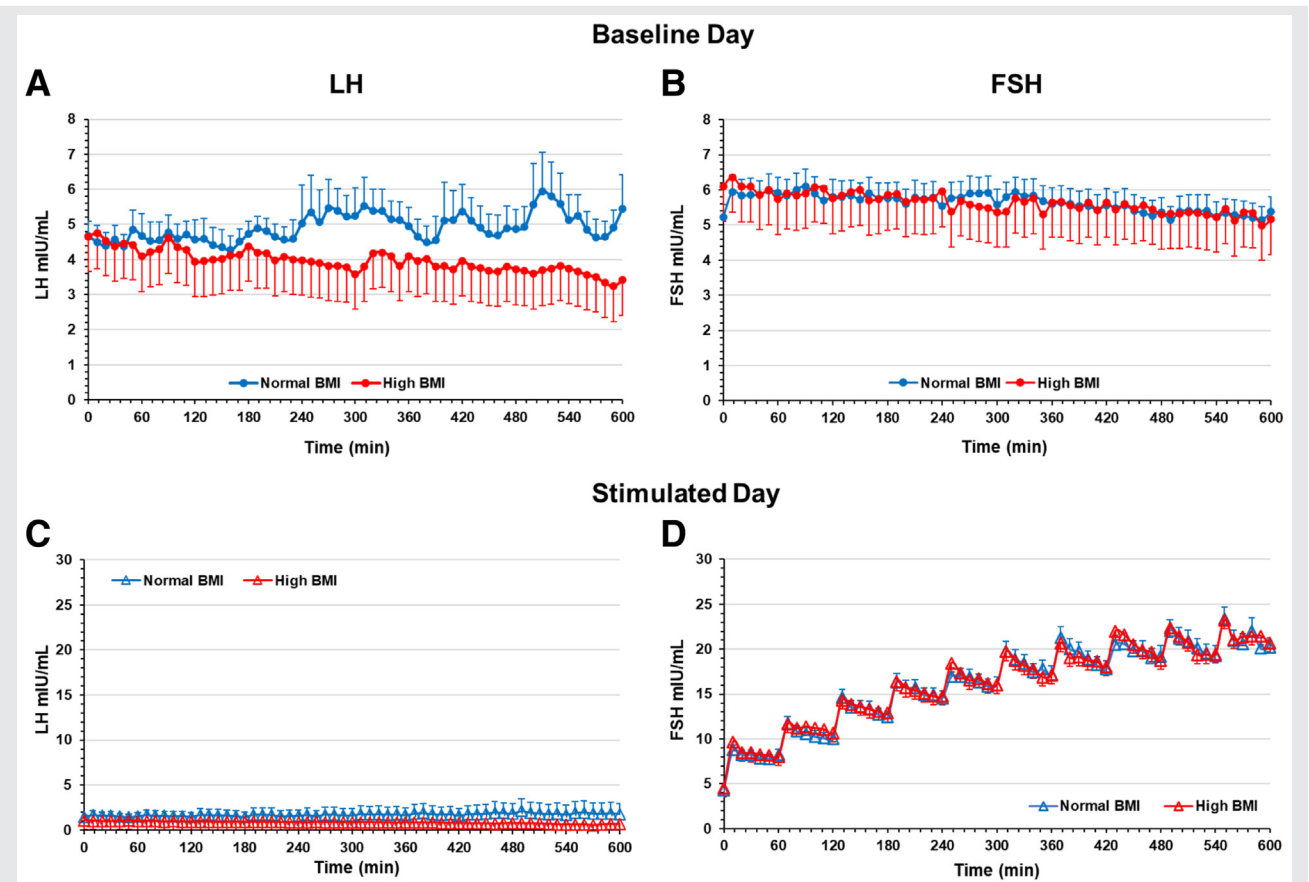 Baseline Day
A
LH
8
7
6
5
4
3
2
1
0
LH mIU/mL
Normal BMI
High BMI
0 60 120 180 240 300 360 420 480 540 600
Time (min)
B
FSH
8
7
6
5
4
3
2
1
0
FSH mIU/mL
Normal BMI
High BMI
0 60 120 180 240 300 360 420 480 540 600
Time (min)
Stimulated Day
C
30
25
20
15
10
5
0
LH mIU/mL
Normal BMI
High BMI
0 60 120 180 240 300 360 420 480 540 600
Time (min)
D
30
25
20
15
10
5
0
FSH mIU/mL
Normal BMI
High BMI
0 60 120 180 240 300 360 420 480 540 600
Time (min)